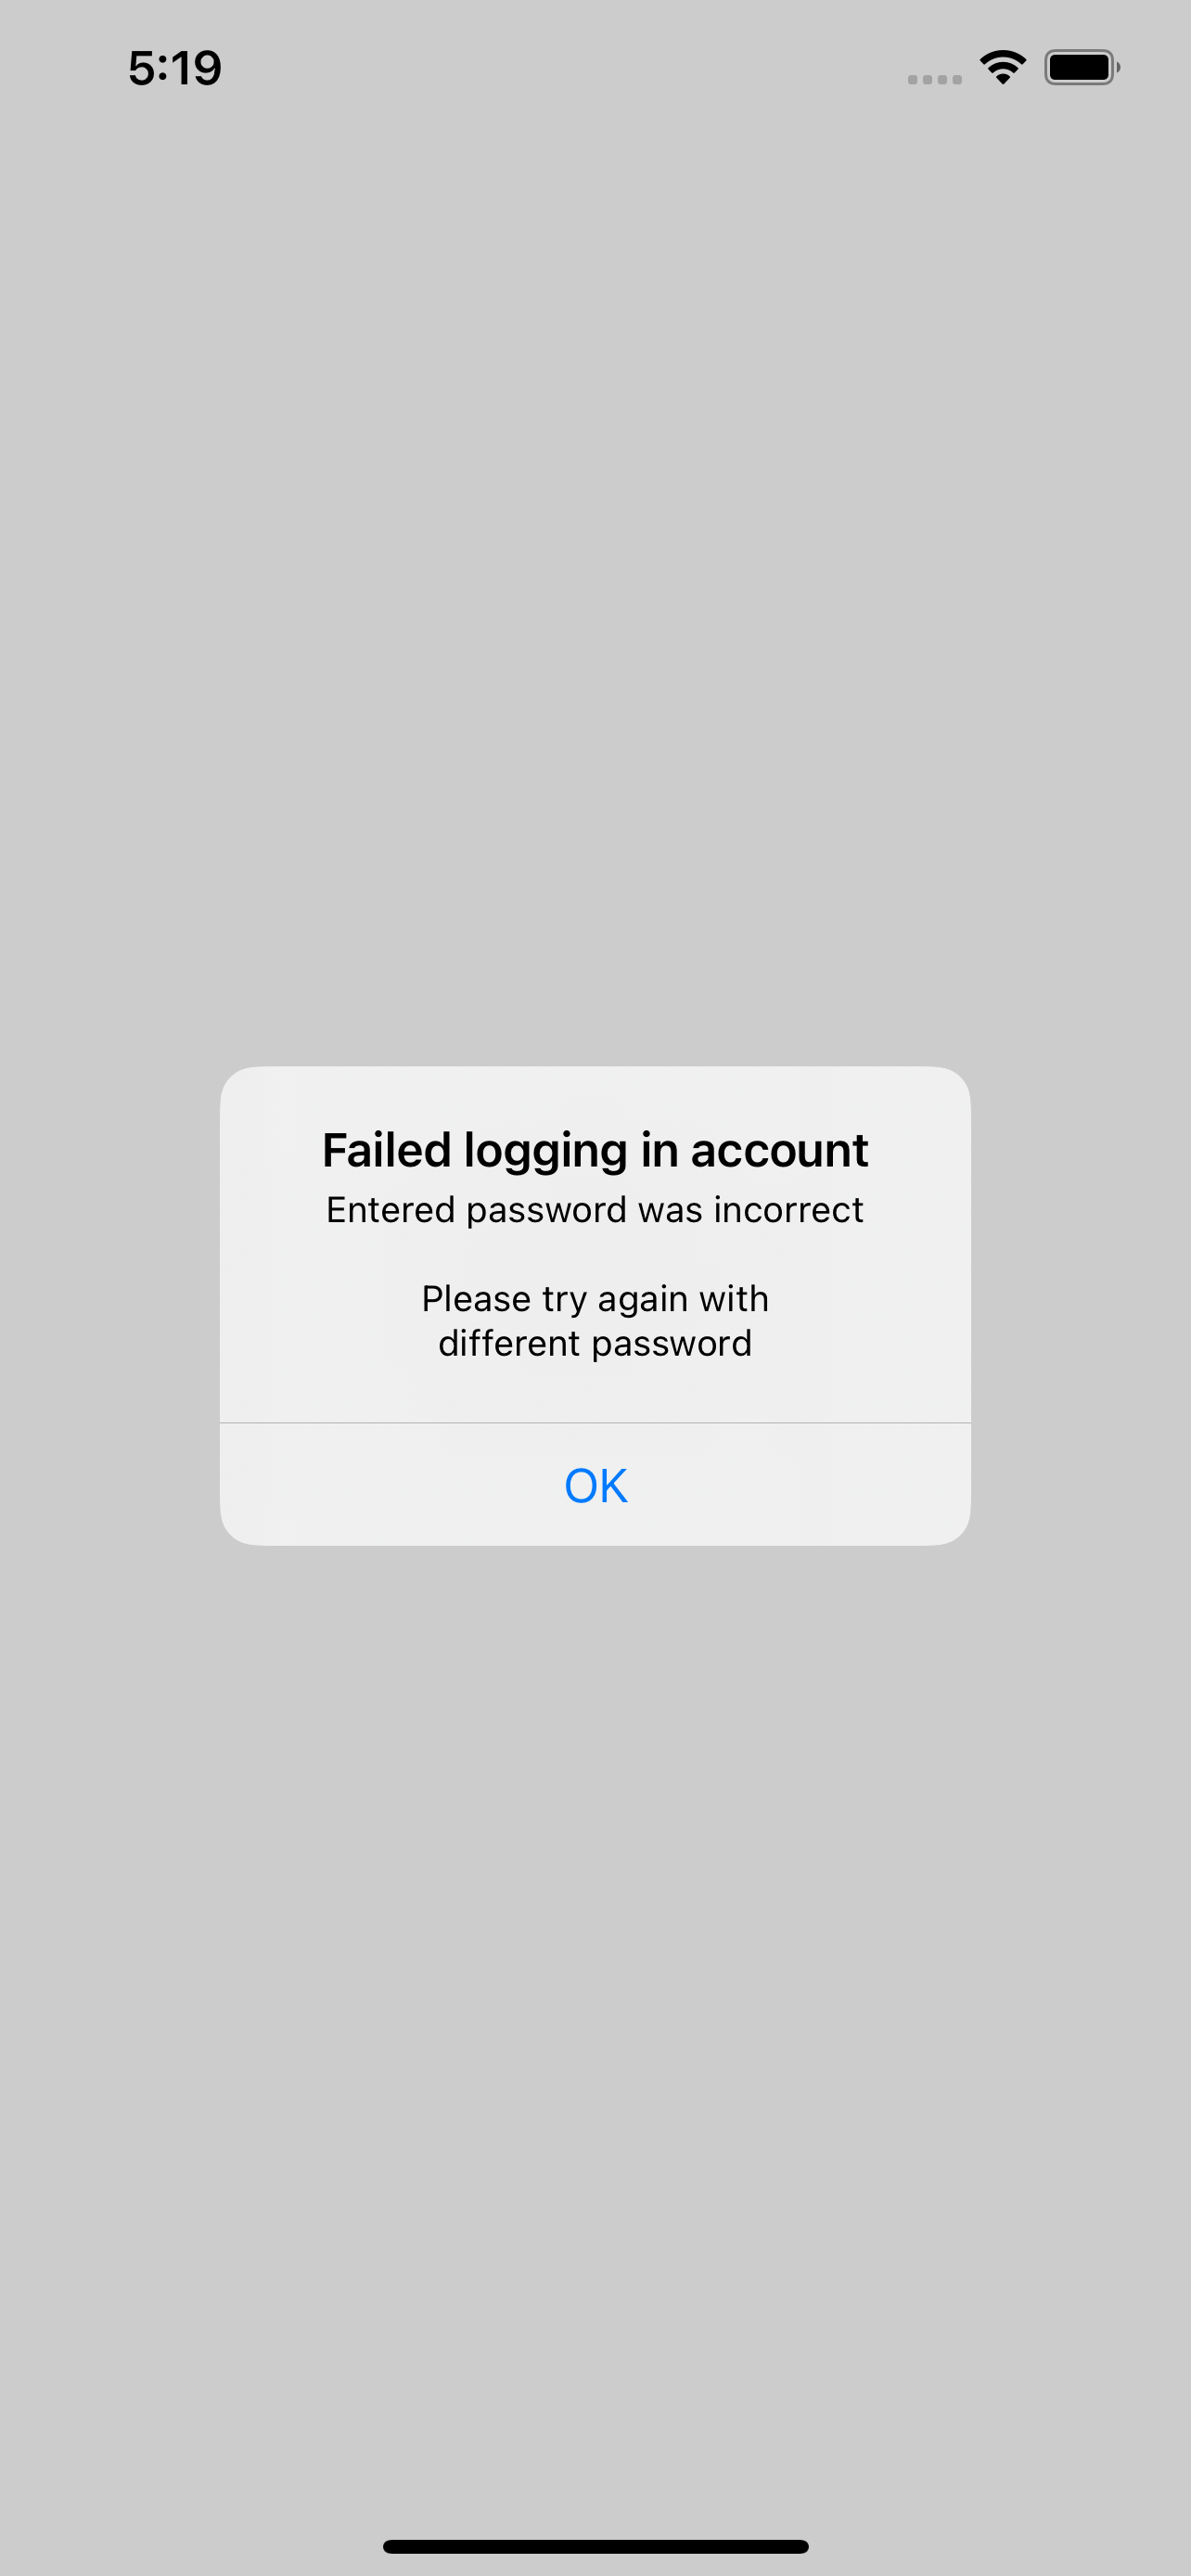 5:19
Failed logging in account
Entered password was incorrect
Please try again with
different password
OK